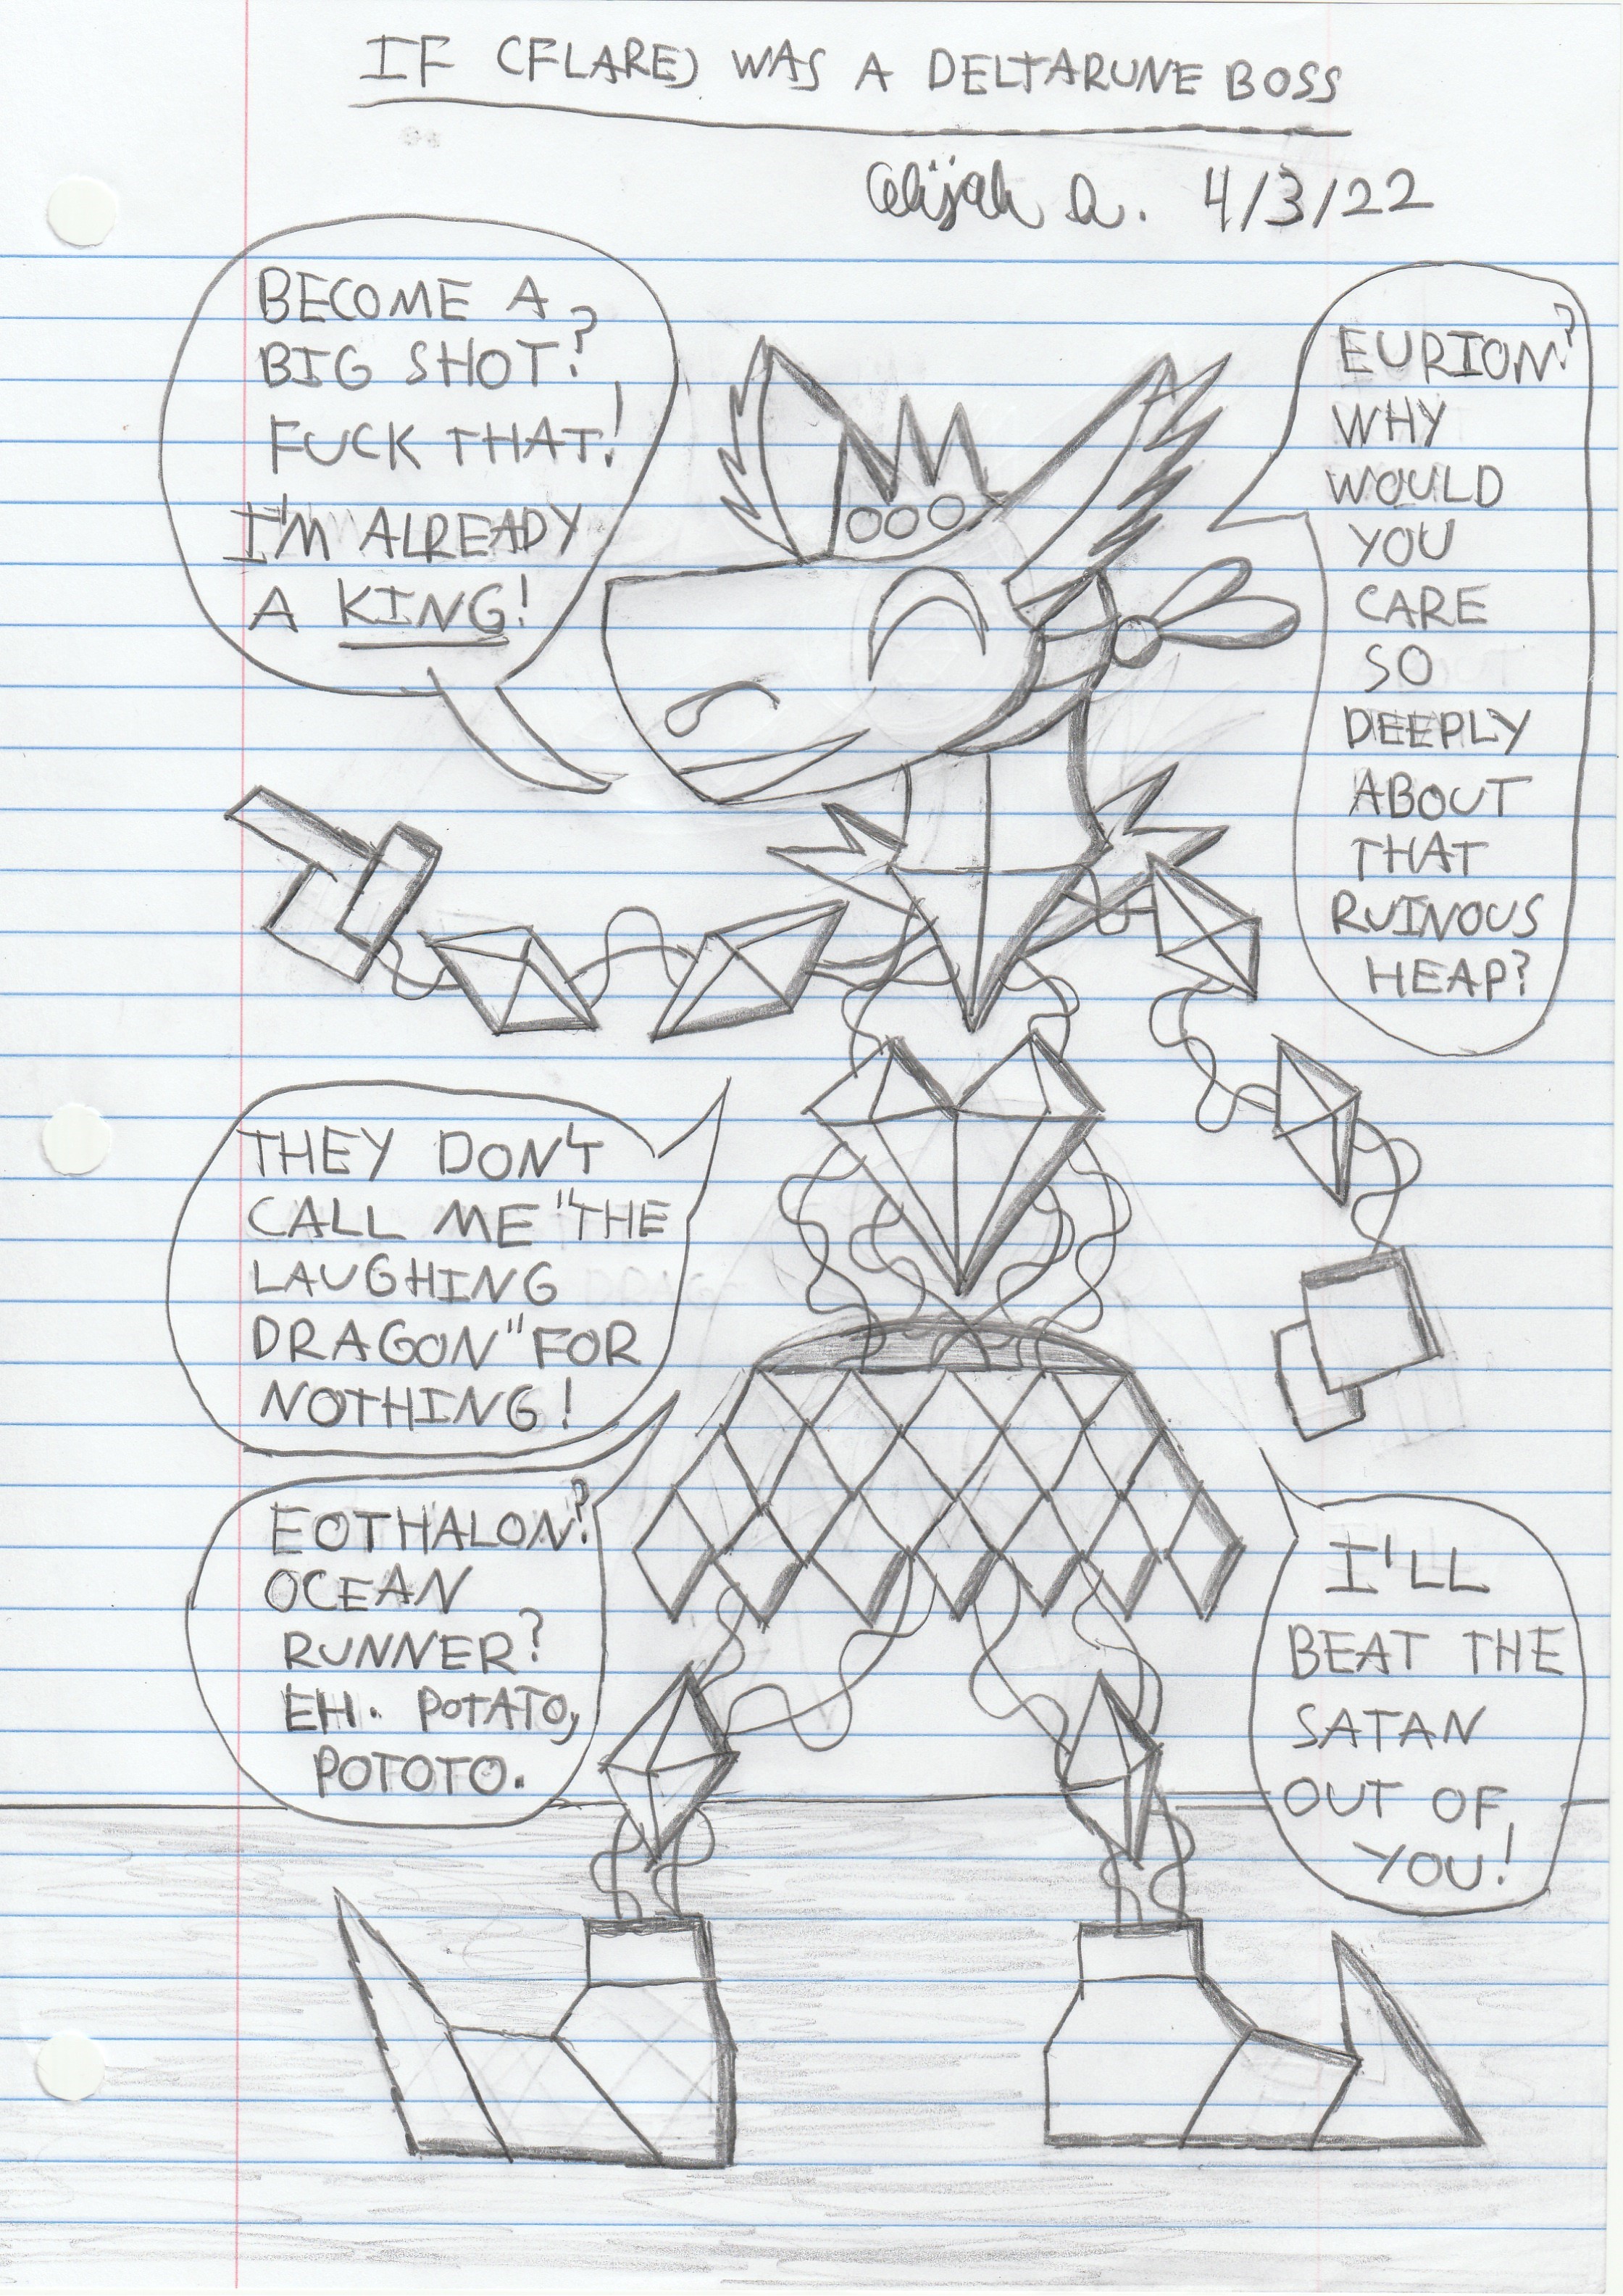 IF (FLARE) WAS A DELTARUNE BOSS
Elijah A. 4/3/22
BECOME A
BIG SHOT?
FUCK THAT!
I'M ALREADY
A KING!
EURION?
WHY
WOULD
YOU
CARE
SO
DEEPLY
ABOUT
THAT
RUINOUS
HEAP?
THEY DON'T
CALL ME "THE
LAUGHING
DRAGON" FOR
NOTHING!
EOTHALON?
OCEAN
RUNNER?
EH. POTATO,
POTOTO.
I'LL
BEAT THE
SATAN
OUT OF
YOU!